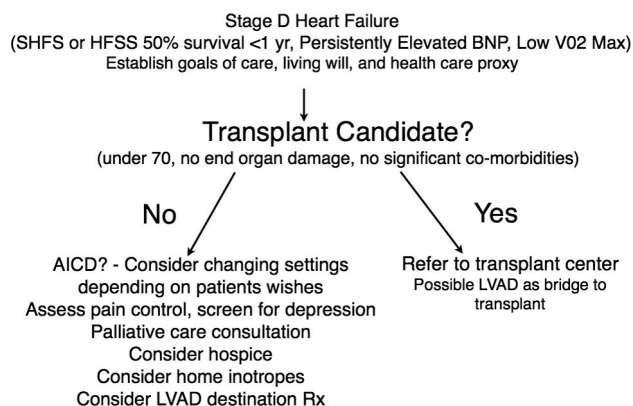 Stage D Heart Failure
(SHFS or HFSS 50% survival <1 yr, Persistently Elevated BNP, Low V02 Max)
Establish goals of care, living will, and health care proxy
Transplant Candidate?
(under 70, no end organ damage, no significant co-morbidities)
No
Yes
AICD? - Consider changing settings
depending on patients wishes
Assess pain control, screen for depression
Palliative care consultation
Consider hospice
Consider home inotropes
Consider LVAD destination Rx
Refer to transplant center
Possible LVAD as bridge to
transplant